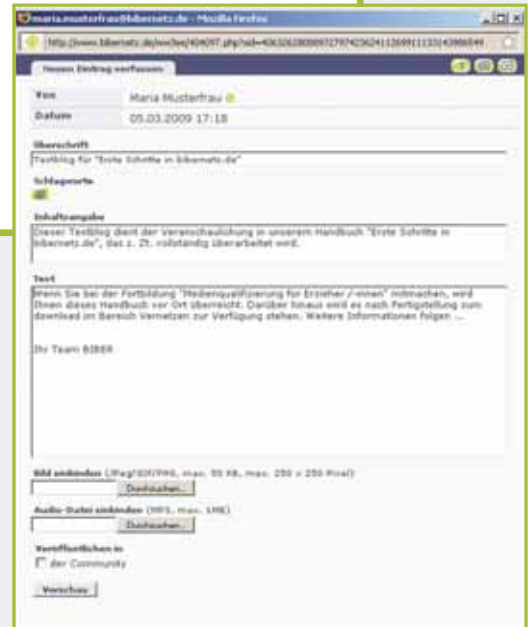 maria.musterfrau@bibernetz.de - Mozilla Firefox
Neuen Eintrag verfassen
Von Maria Musterfrau
Datum 05.03.2009 17:18
Überschrift
Testblog für "Erste Schritte in bibernetz.de"
Schlagworte
Inhaltsangabe
Dieser Testblog dient der Veranschaulichung in unserem Handbuch "Erste Schritte in
bibernetz.de", das z. Zt. vollständig überarbeitet wird.
Text
Wenn Sie bei der Fortbildung "Medienqualifizierung für Erzieher /-innen" mitmachen, wird
Ihnen dieses Handbuch vor Ort überreicht. Darüber hinaus wird es nach Fertigstellung zum
download im Bereich Vernetzen zur Verfügung stehen. Weitere Informationen folgen ...
Ihr Team BIBER
Bild einbinden (JPeg/GIF/PNG, max. 50 KB, max. 250 x 250 Pixel)
Durchsuchen...
Audio-Datei einbinden (MP3, max. 1MB)
Durchsuchen...
Veröffentlichen in
der Community
Vorschau